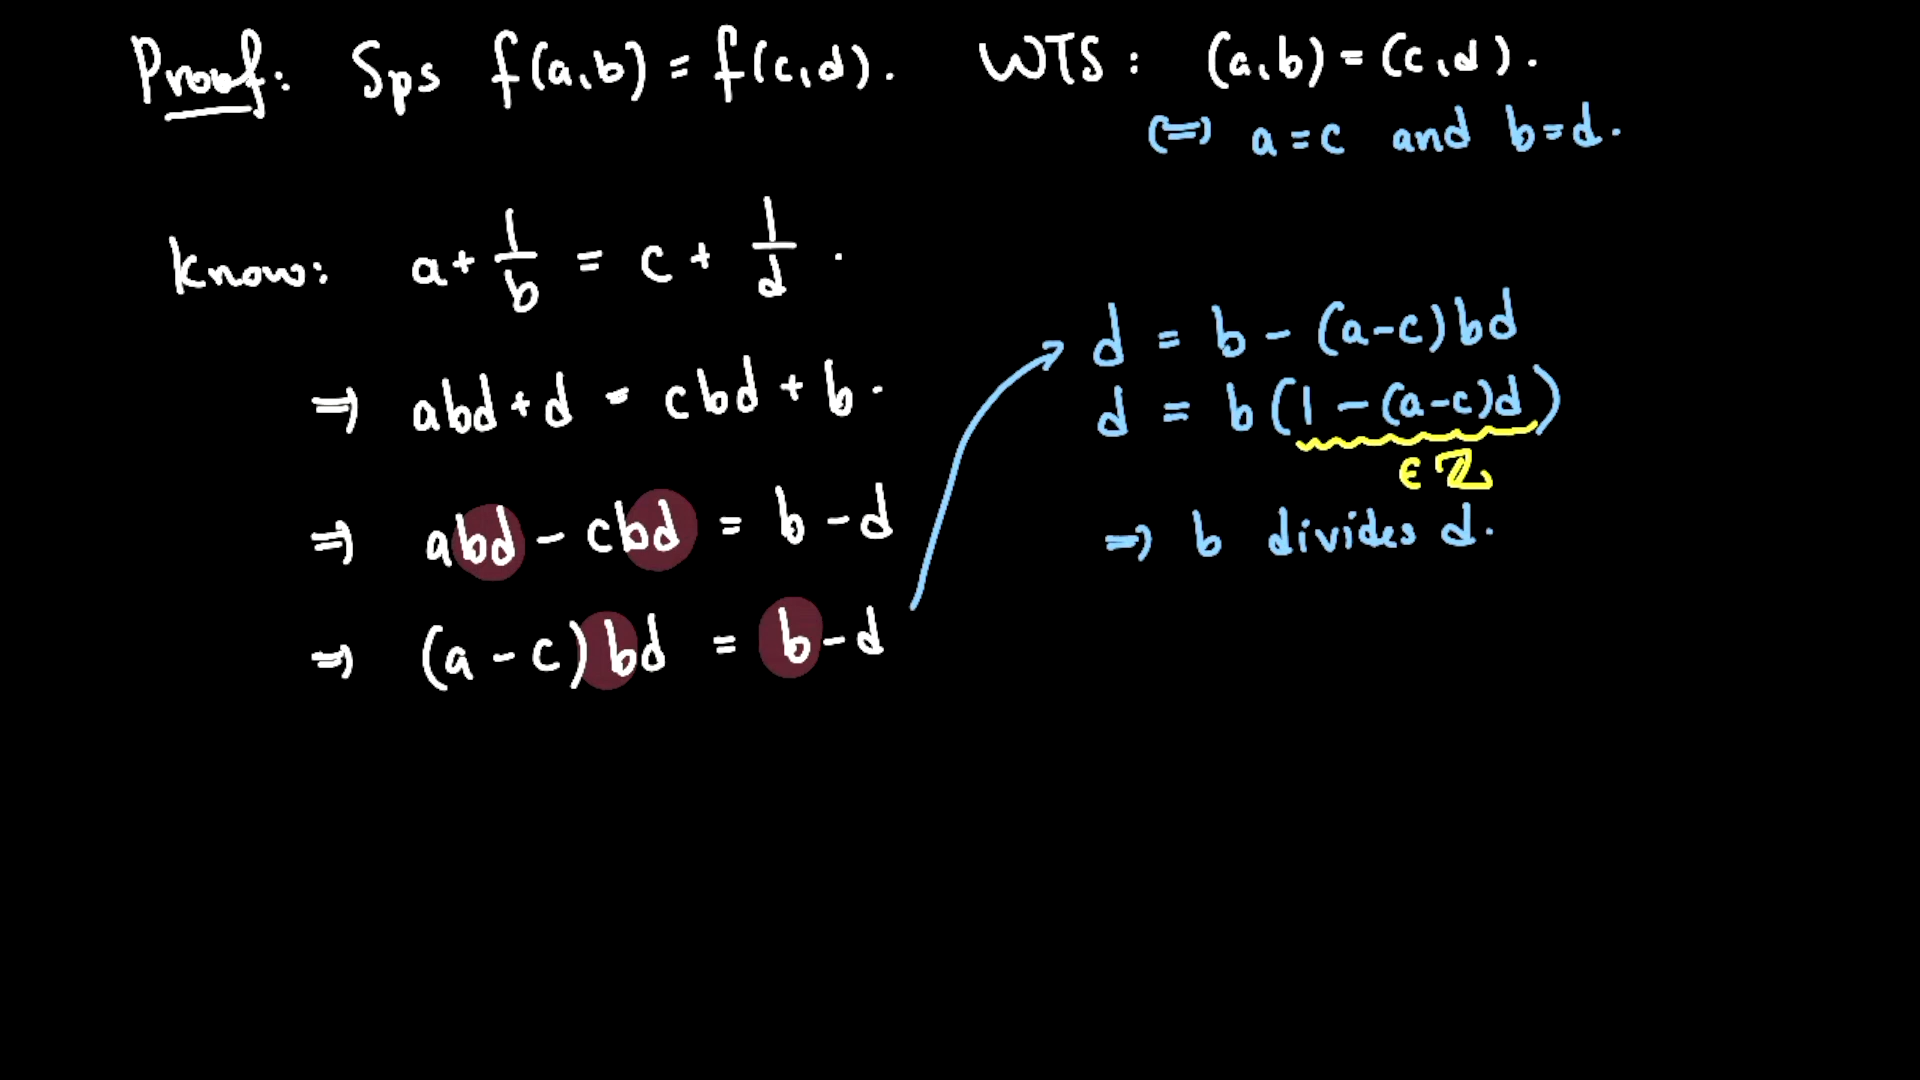 Proof: Sps f(a,b) = f(c,d). WTS: (a,b) = (c,d).
(=) a = c and b = d.
Know: a + 1/b = c + 1/d.
⇒ abd + d = cbd + b.
⇒ abd - cbd = b - d
⇒ (a - c)bd = b - d
d = b - (a-c)bd
d = b(1 - (a-c)d)
∈ ℤ
⇒ b divides d.